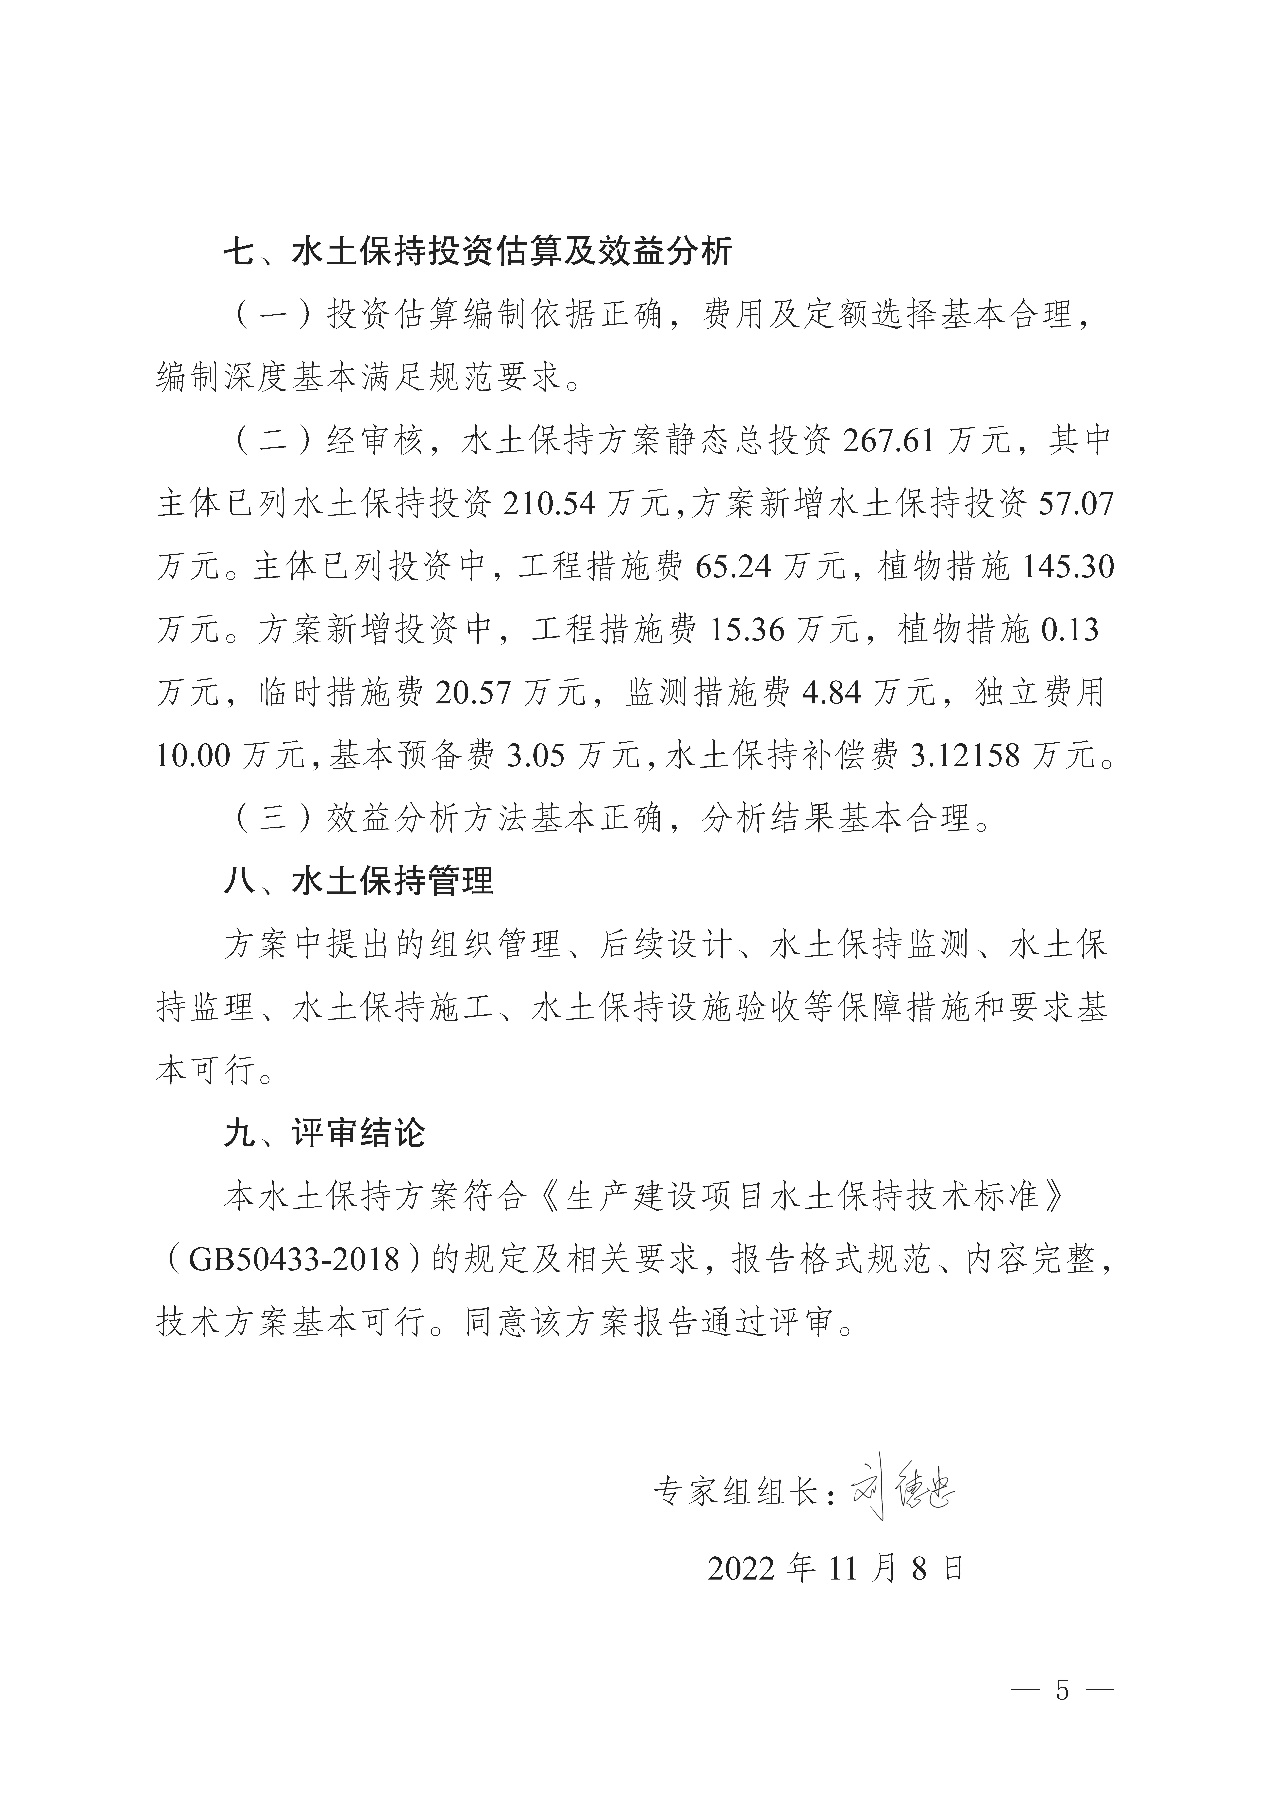 七、水土保持投资估算及效益分析
（一）投资估算编制依据正确，费用及定额选择基本合理，
编制深度基本满足规范要求。
（二）经审核，水土保持方案静态总投资 267.61 万元，其中
主体已列水土保持投资 210.54 万元，方案新增水土保持投资 57.07
万元。主体已列投资中，工程措施费 65.24 万元，植物措施 145.30
万元。方案新增投资中，工程措施费 15.36 万元，植物措施 0.13
万元，临时措施费 20.57 万元，监测措施费 4.84 万元，独立费用
10.00 万元，基本预备费 3.05 万元，水土保持补偿费 3.12158 万元。
（三）效益分析方法基本正确，分析结果基本合理。
八、水土保持管理
方案中提出的组织管理、后续设计、水土保持监测、水土保
持监理、水土保持施工、水土保持设施验收等保障措施和要求基
本可行。
九、评审结论
本水土保持方案符合《生产建设项目水土保持技术标准》
（GB50433-2018）的规定及相关要求，报告格式规范、内容完整，
技术方案基本可行。同意该方案报告通过评审。
专家组组长：刘德忠
2022 年 11 月 8 日
— 5 —